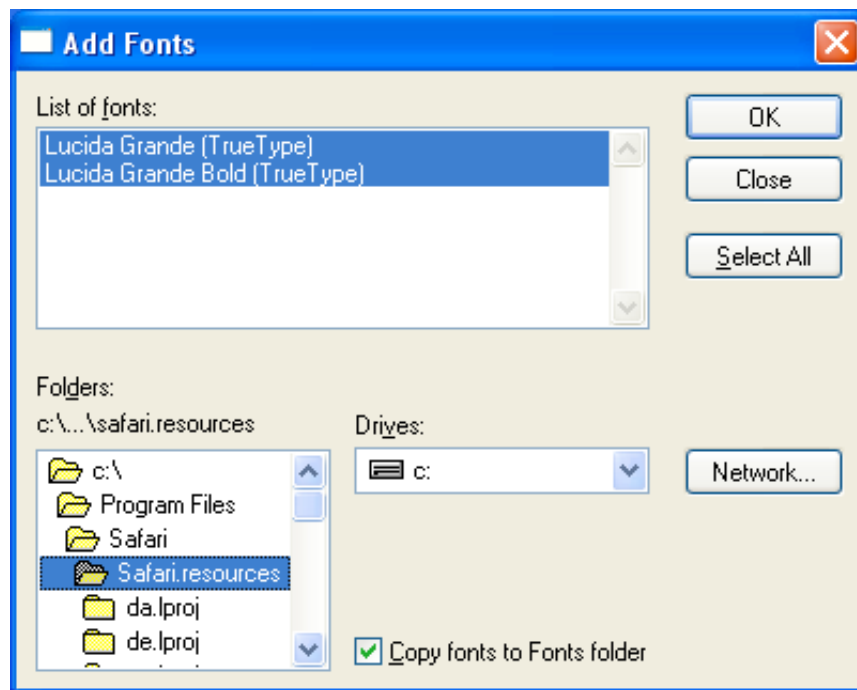 Add Fonts
List of fonts:
Lucida Grande (TrueType)
Lucida Grande Bold (TrueType)
OK
Close
Select All
Folders:
c:\...\safari.resources
c:\
Program Files
Safari
Safari.resources
da.lproj
de.lproj
Drives:
c:
Network...
Copy fonts to Fonts folder